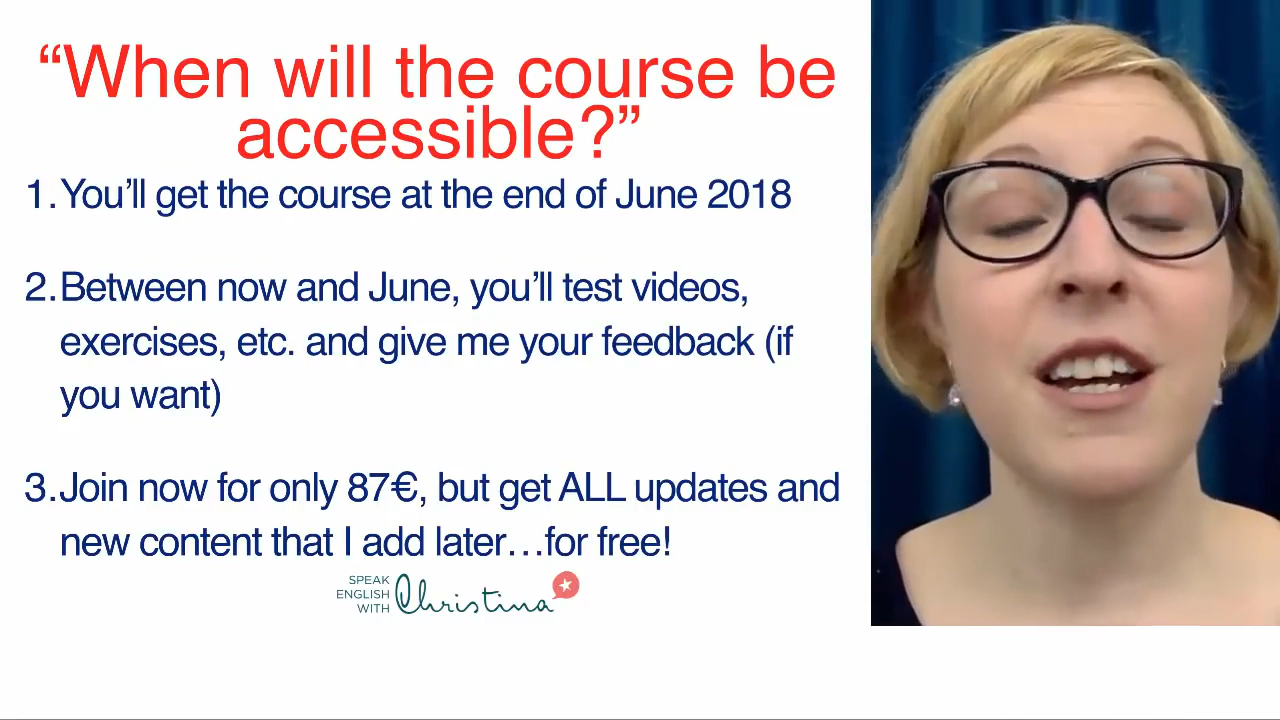 “When will the course be
accessible?”
1. You’ll get the course at the end of June 2018
2. Between now and June, you’ll test videos,
exercises, etc. and give me your feedback (if
you want)
3. Join now for only 87€, but get ALL updates and
new content that I add later…for free!
SPEAK
ENGLISH
WITH Christina